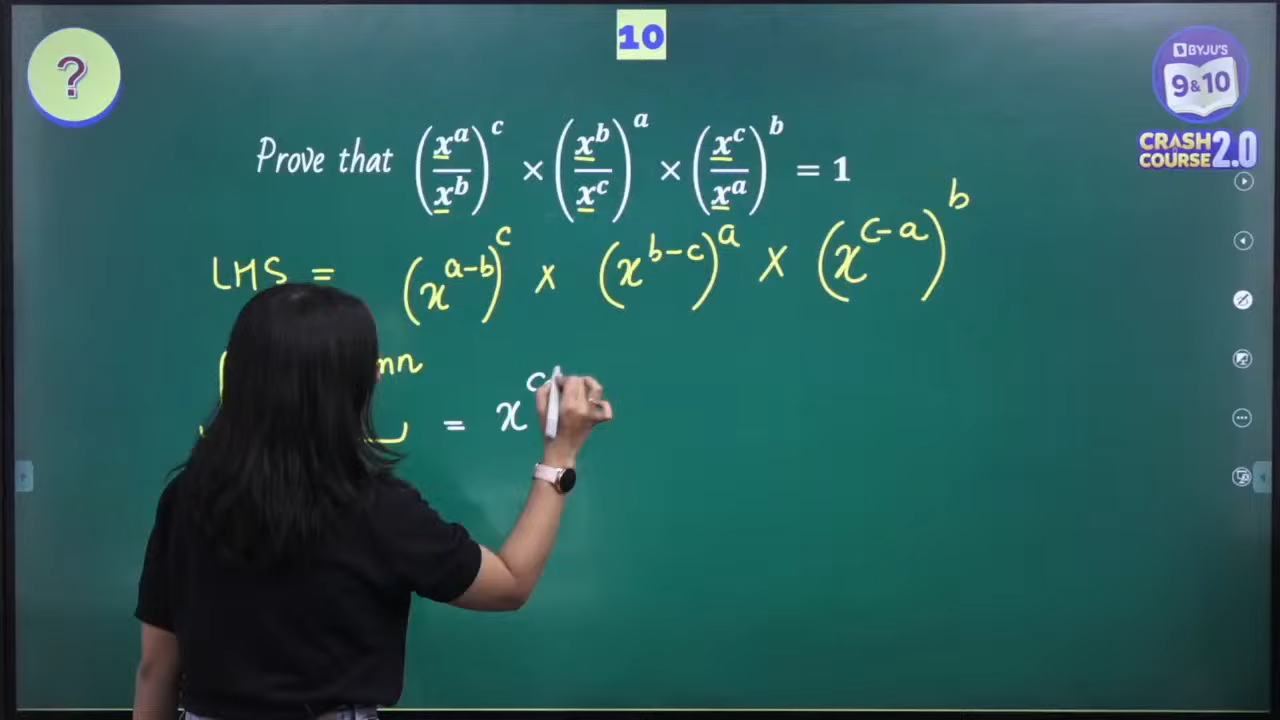 10
?
BYJU'S
9 & 10
CRASH
COURSE 2.0
Prove that (x^a/x^b)^c × (x^b/x^c)^a × (x^c/x^a)^b = 1
LHS = (x^{a-b})^c × (x^{b-c})^a × (x^{c-a})^b
mn
= x^c